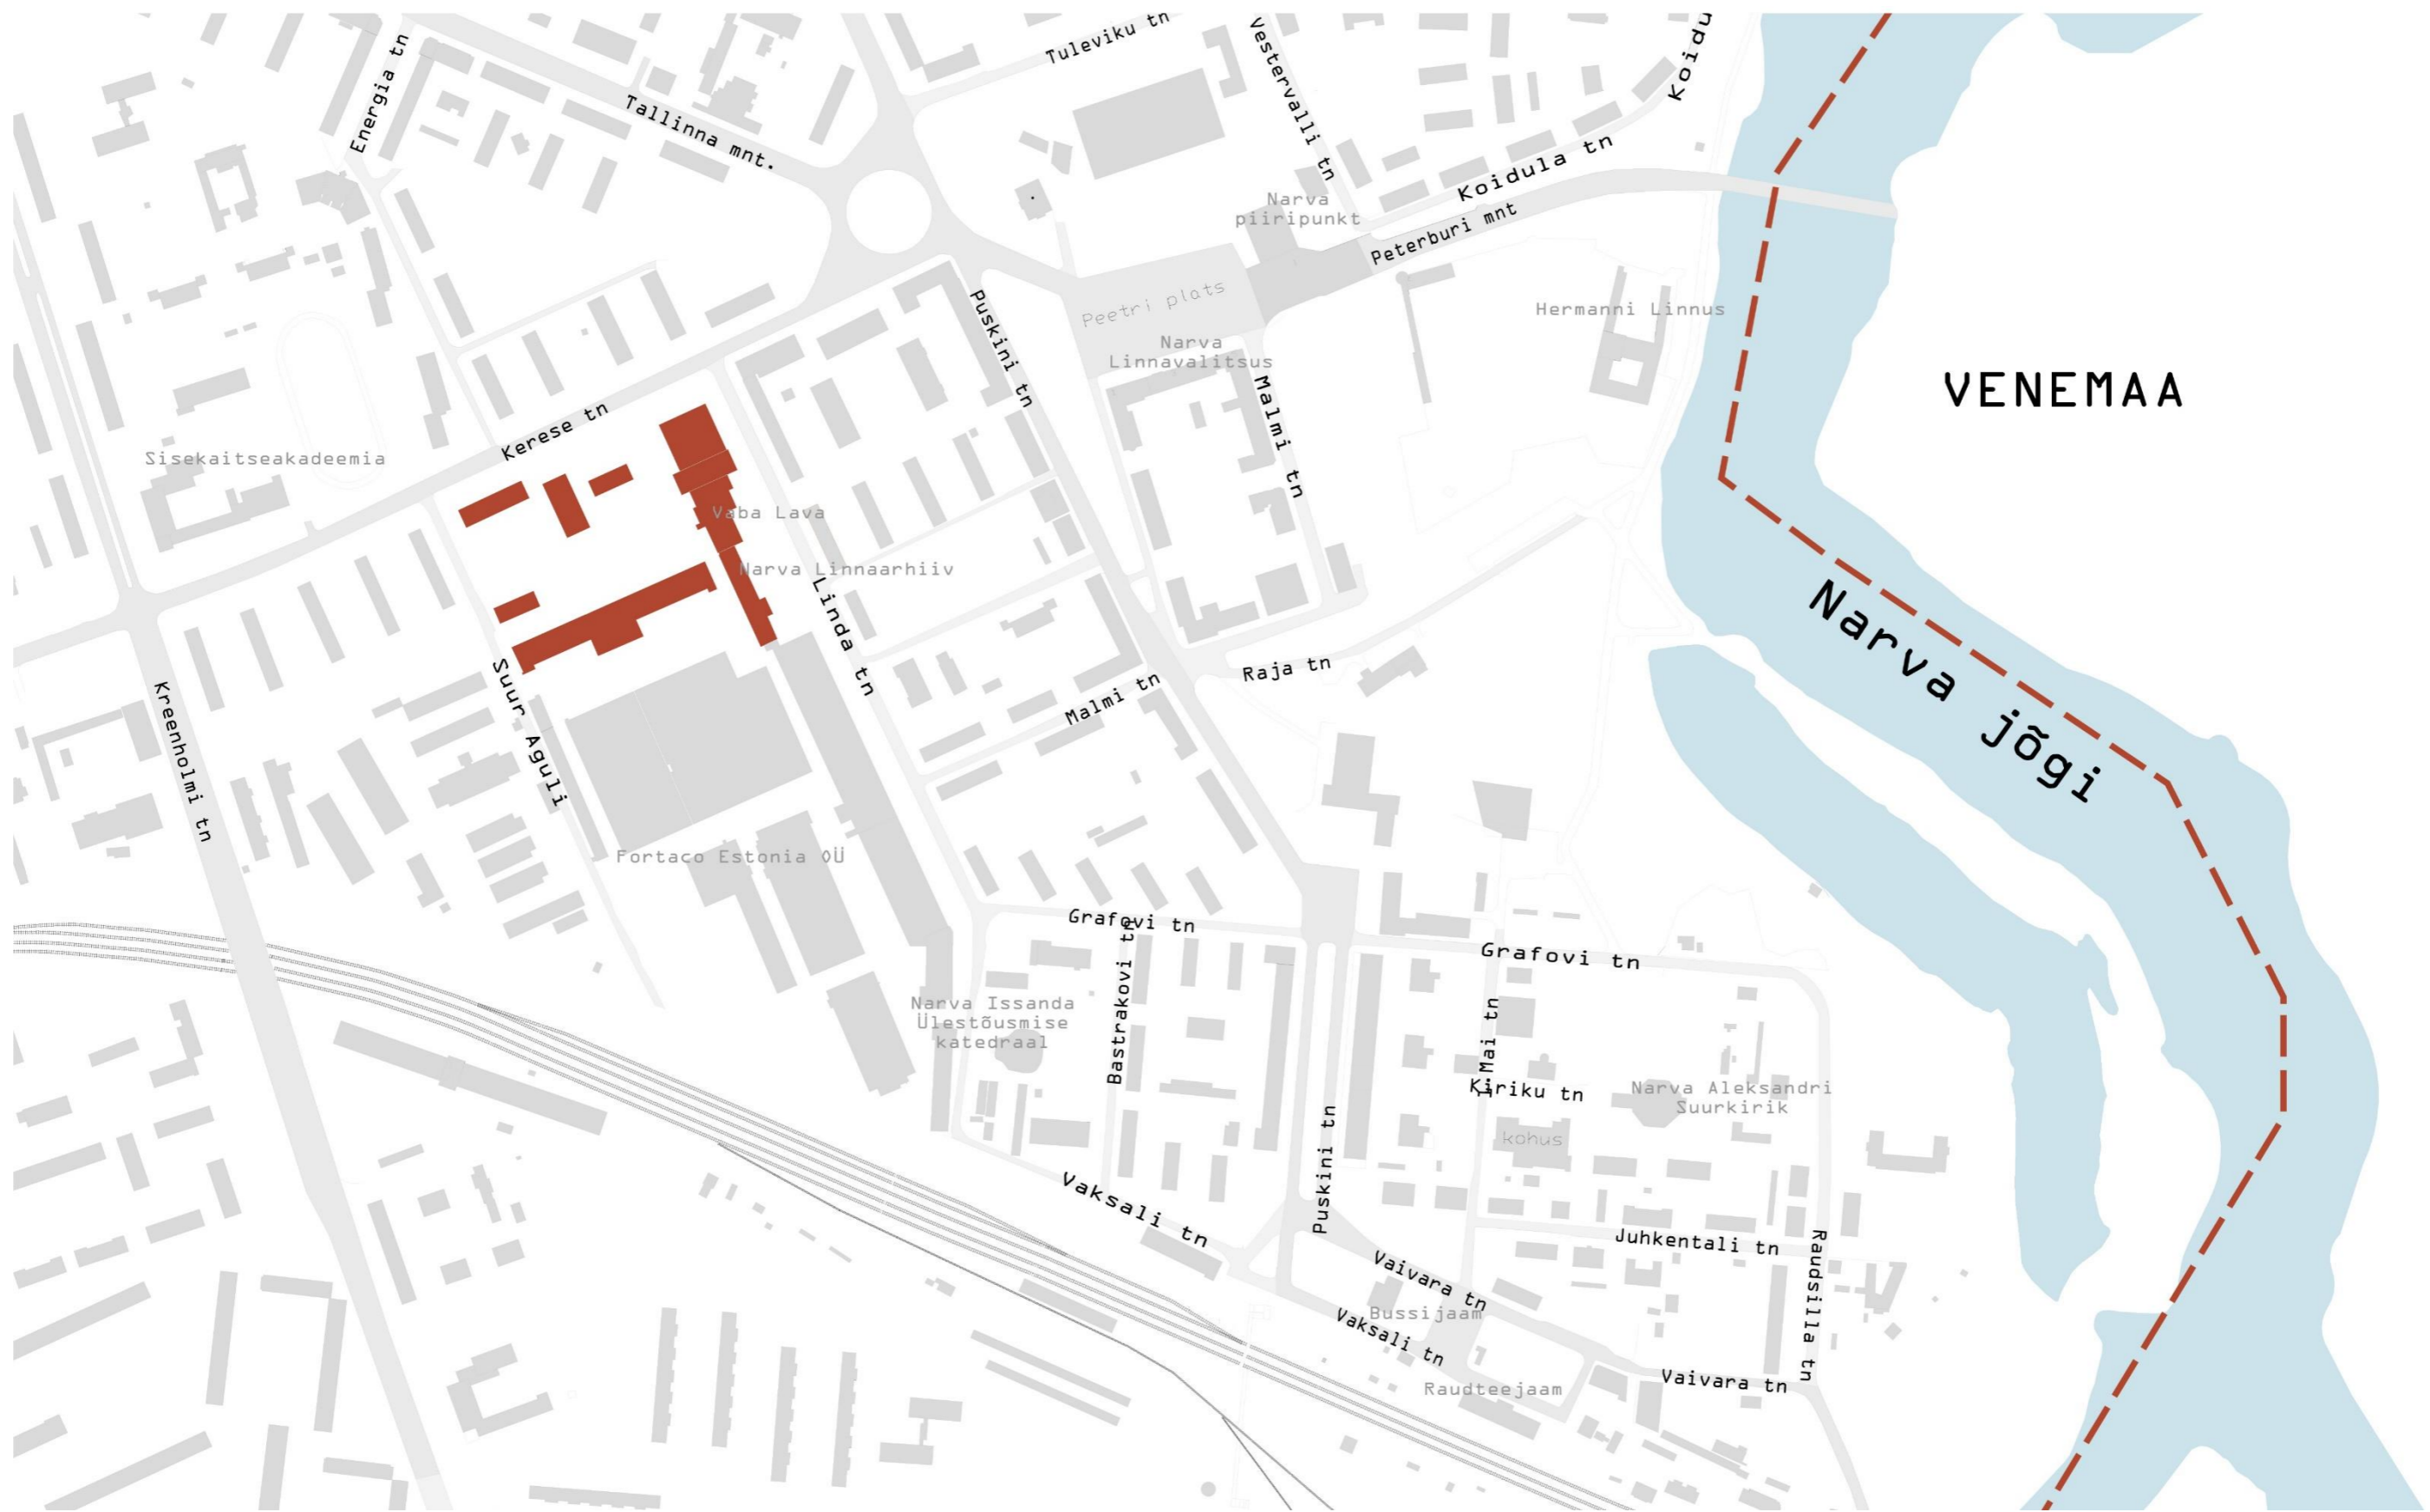 Tuleviku tn
Vestervalli tn
Koidu
Energia tn
Tallinna mnt.
Koidula tn
Narva
piiripunkt
Peterburi mnt
Peetri plats
Puskini tn
Hermanni Linnus
Narva
Linnavalitsus
Malmi tn
VENEMAA
Kerese tn
Sisekaitseakadeemia
Vaba Lava
Narva Linnaarhiiv
Linda tn
Narva jõgi
Raja tn
Malmi tn
Suur Aguli
Kreenholmi tn
Fortaco Estonia OÜ
Grafovi tn
Grafovi tn
Bastrakovi tn
Narva Issanda
Ülestõusmise
katedraal
1 Mai tn
Kiriku tn
Narva Aleksandri
Suurkirik
kohus
Puskini tn
Vaksali tn
Juhkentali tn
Raudsilla tn
Vaivara tn
Bussijaam
Vaksali tn
Raudteejaam
Vaivara tn